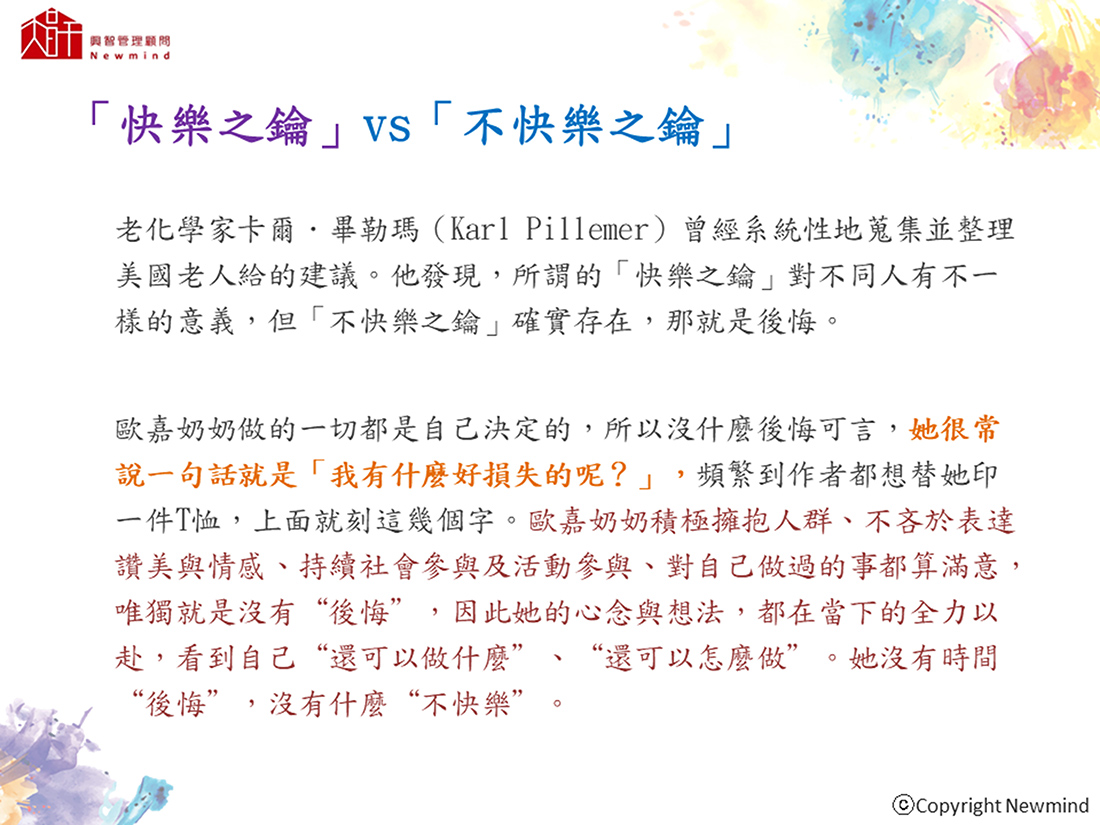 興智管理顧問
Newmind
「快樂之鑰」vs「不快樂之鑰」
老化學家卡爾・畢勒瑪（Karl Pillemer）曾經系統性地蒐集並整理
美國老人給的建議。他發現，所謂的「快樂之鑰」對不同人有不一
樣的意義，但「不快樂之鑰」確實存在，那就是後悔。
歐嘉奶奶做的一切都是自己決定的，所以沒什麼後悔可言，她很常
說一句話就是「我有什麼好損失的呢？」，頻繁到作者都想替她印
一件T恤，上面就刻這幾個字。歐嘉奶奶積極擁抱人群、不吝於表達
讚美與情感、持續社會參與及活動參與、對自己做過的事都算滿意，
唯獨就是沒有“後悔”，因此她的心念與想法，都在當下的全力以
赴，看到自己“還可以做什麼”、“還可以怎麼做”。她沒有時間
“後悔”，沒有什麼“不快樂”。
ⓒCopyright Newmind